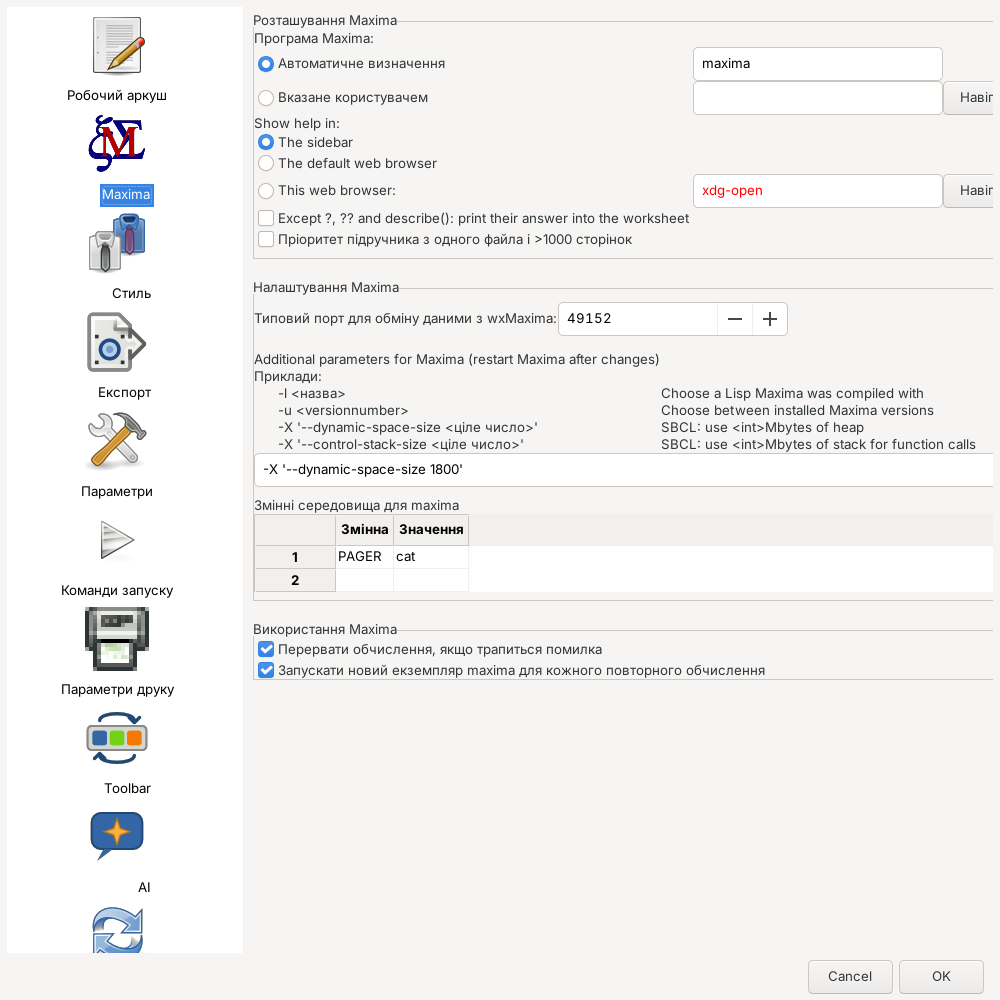 Робочий аркуш
Maxima
Стиль
Експорт
Параметри
Команди запуску
Параметри друку
Toolbar
AI
Розташування Maxima
Програма Maxima:
Автоматичне визначення
maxima
Вказане користувачем
Show help in:
The sidebar
The default web browser
This web browser:
xdg-open
Except ?, ?? and describe(): print their answer into the worksheet
Пріоритет підручника з одного файла і >1000 сторінок
Налаштування Maxima
Типовий порт для обміну даними з wxMaxima: 49152
Additional parameters for Maxima (restart Maxima after changes)
Приклади:
-l <назва> Choose a Lisp Maxima was compiled with
-u <versionnumber> Choose between installed Maxima versions
-X '--dynamic-space-size <ціле число>' SBCL: use <int>Mbytes of heap
-X '--control-stack-size <ціле число>' SBCL: use <int>Mbytes of stack for function calls
-X '--dynamic-space-size 1800'
Змінні середовища для maxima
Змінна Значення
1 PAGER cat
2
Використання Maxima
Перервати обчислення, якщо трапиться помилка
Запускати новий екземпляр maxima для кожного повторного обчислення
Cancel OK